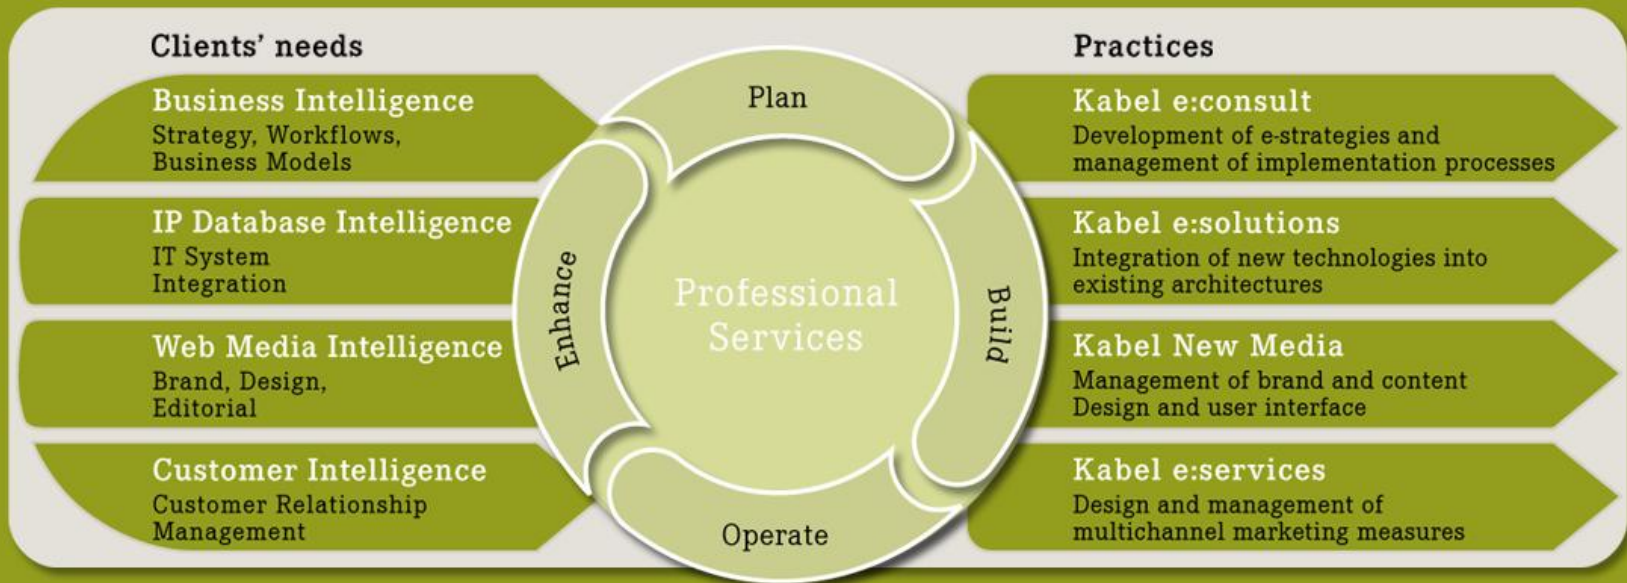 Clients' needs
Business Intelligence
Strategy, Workflows,
Business Models
IP Database Intelligence
IT System
Integration
Web Media Intelligence
Brand, Design,
Editorial
Customer Intelligence
Customer Relationship
Management
Plan
Build
Operate
Enhance
Professional
Services
Practices
Kabel e:consult
Development of e-strategies and
management of implementation processes
Kabel e:solutions
Integration of new technologies into
existing architectures
Kabel New Media
Management of brand and content
Design and user interface
Kabel e:services
Design and management of
multichannel marketing measures